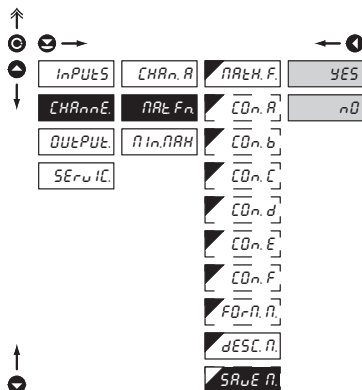 InPUtS CHAn. A MAtH. F. YES
CHAnnE. MAt Fn. COn. A nO
OUtPUt. MIn.MAH COn. b
SErvIC. COn. C
COn. d
COn. E
COn. F
FOrM. M.
dESC. M.
SAvE M.